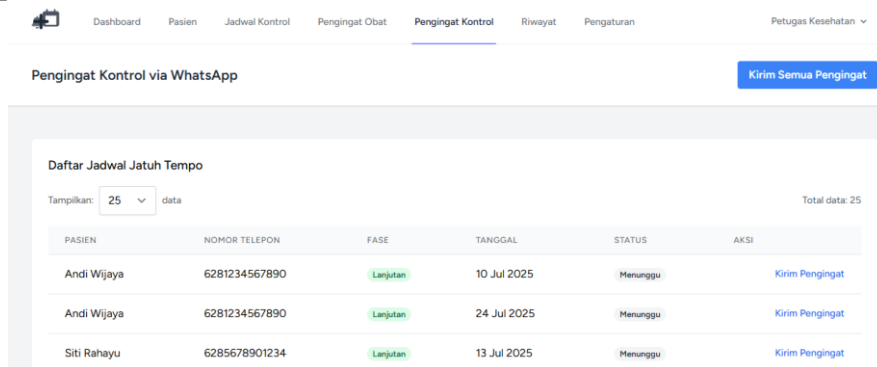 Dashboard Pasien Jadwal Kontrol Pengingat Obat Pengingat Kontrol Riwayat Pengaturan Petugas Kesehatan
Pengingat Kontrol via WhatsApp Kirim Semua Pengingat
Daftar Jadwal Jatuh Tempo
Tampilkan: 25 data Total data: 25
PASIEN NOMOR TELEPON FASE TANGGAL STATUS AKSI
Andi Wijaya 6281234567890 Lanjutan 10 Jul 2025 Menunggu Kirim Pengingat
Andi Wijaya 6281234567890 Lanjutan 24 Jul 2025 Menunggu Kirim Pengingat
Siti Rahayu 6285678901234 Lanjutan 13 Jul 2025 Menunggu Kirim Pengingat